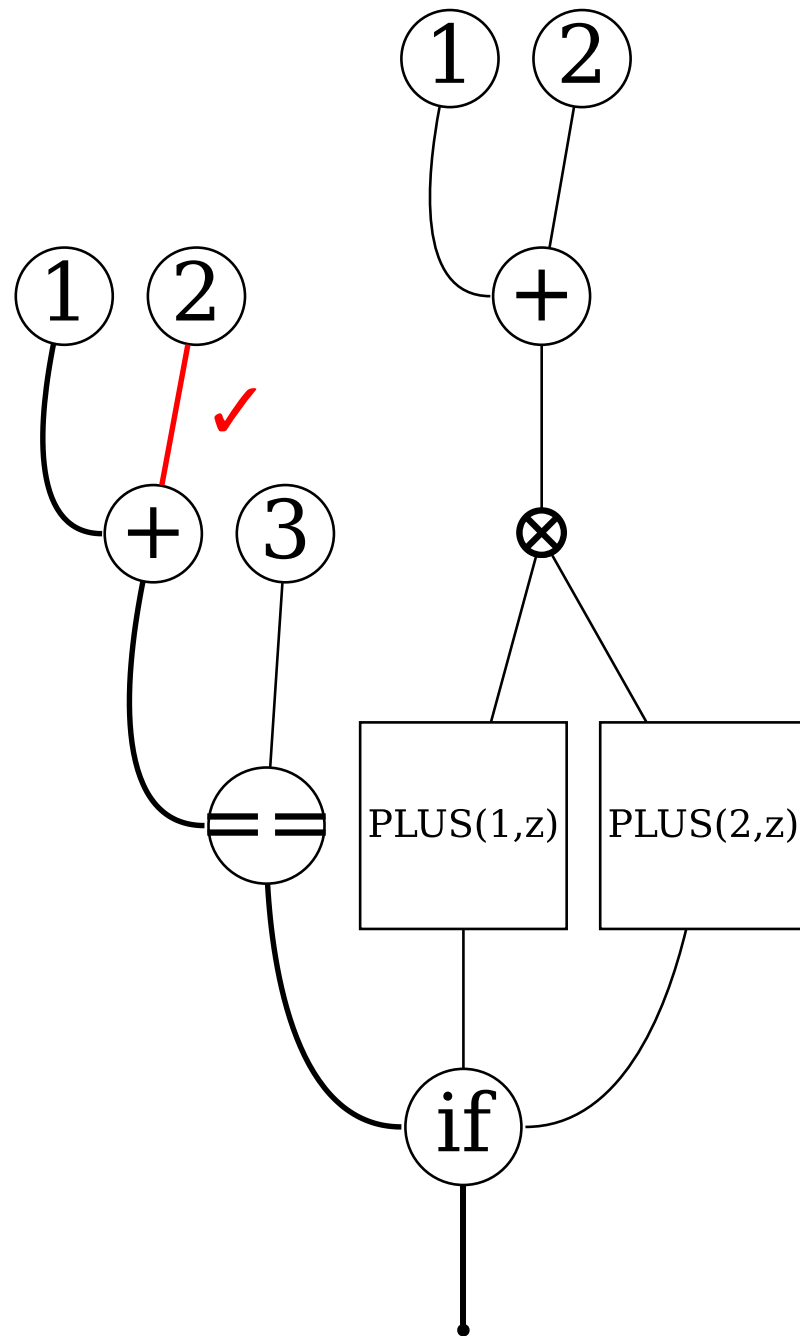 1 2
1 2 +
✓
+ 3 ⊗
== PLUS(1,z) PLUS(2,z)
if